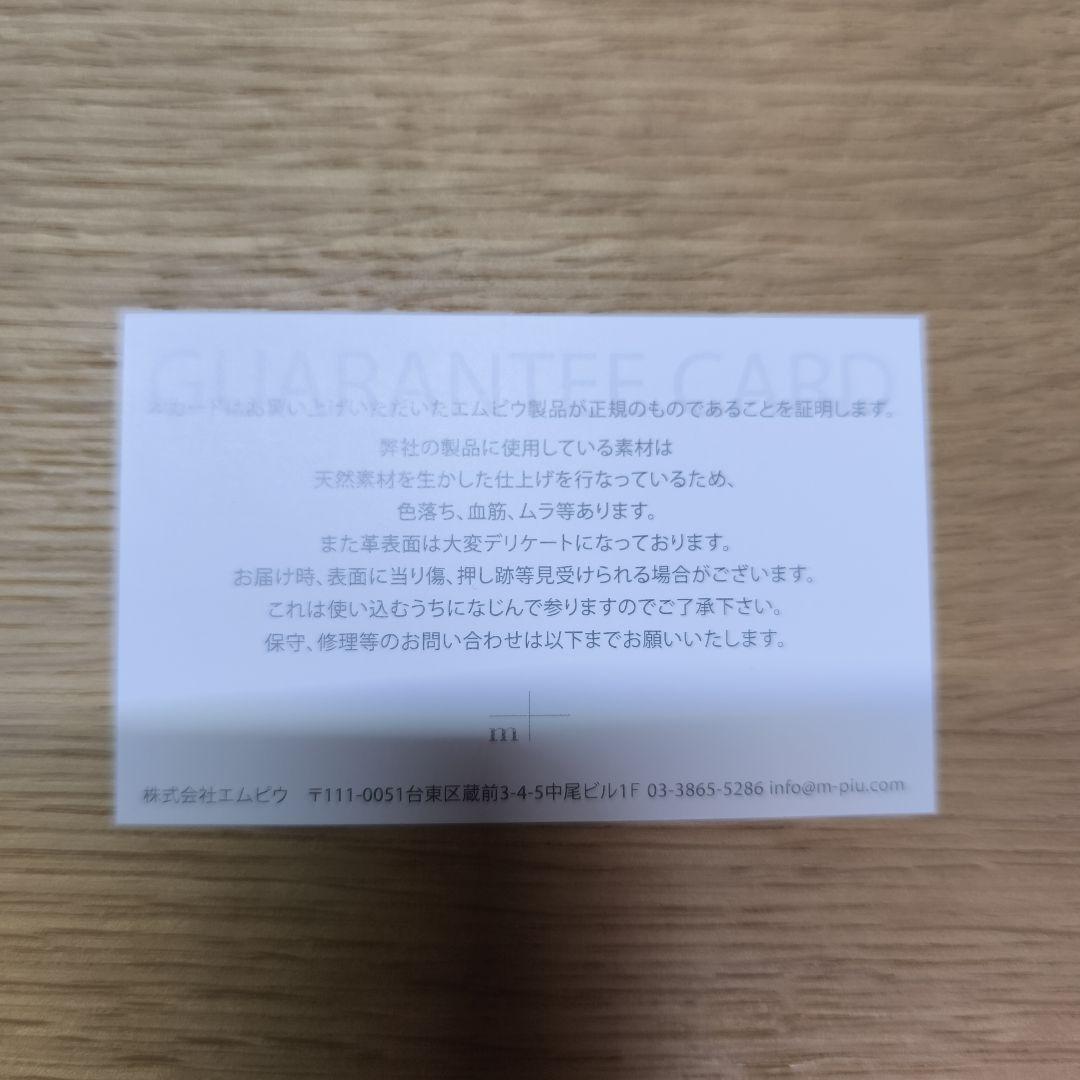 GUARANTEE CARD
本カードはお買い上げいただいたエムピウ製品が正規のものであることを証明します。
弊社の製品に使用している素材は
天然素材を生かした仕上げを行なっているため、
色落ち、血筋、ムラ等あります。
また革表面は大変デリケートになっております。
お届け時、表面に当り傷、押し跡等見受けられる場合がございます。
これは使い込むうちになじんで参りますのでご了承下さい。
保守、修理等のお問い合わせは以下までお願いいたします。
m+
株式会社エムピウ 〒111-0051台東区蔵前3-4-5中尾ビル1F 03-3865-5286 info@m-piu.com